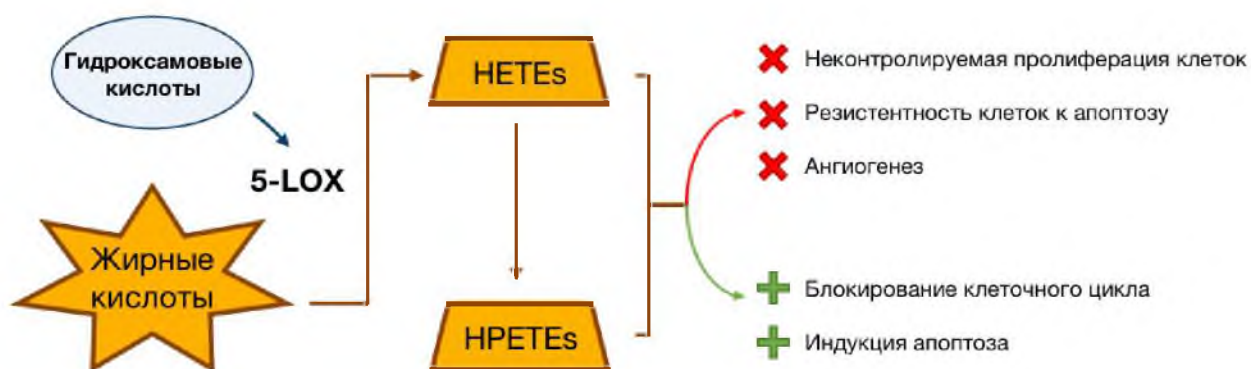 Гидроксамовые
кислоты
5-LOX
Жирные
кислоты
HETEs
HPETEs
Неконтролируемая пролиферация клеток
Резистентность клеток к апоптозу
Ангиогенез
Блокирование клеточного цикла
Индукция апоптоза